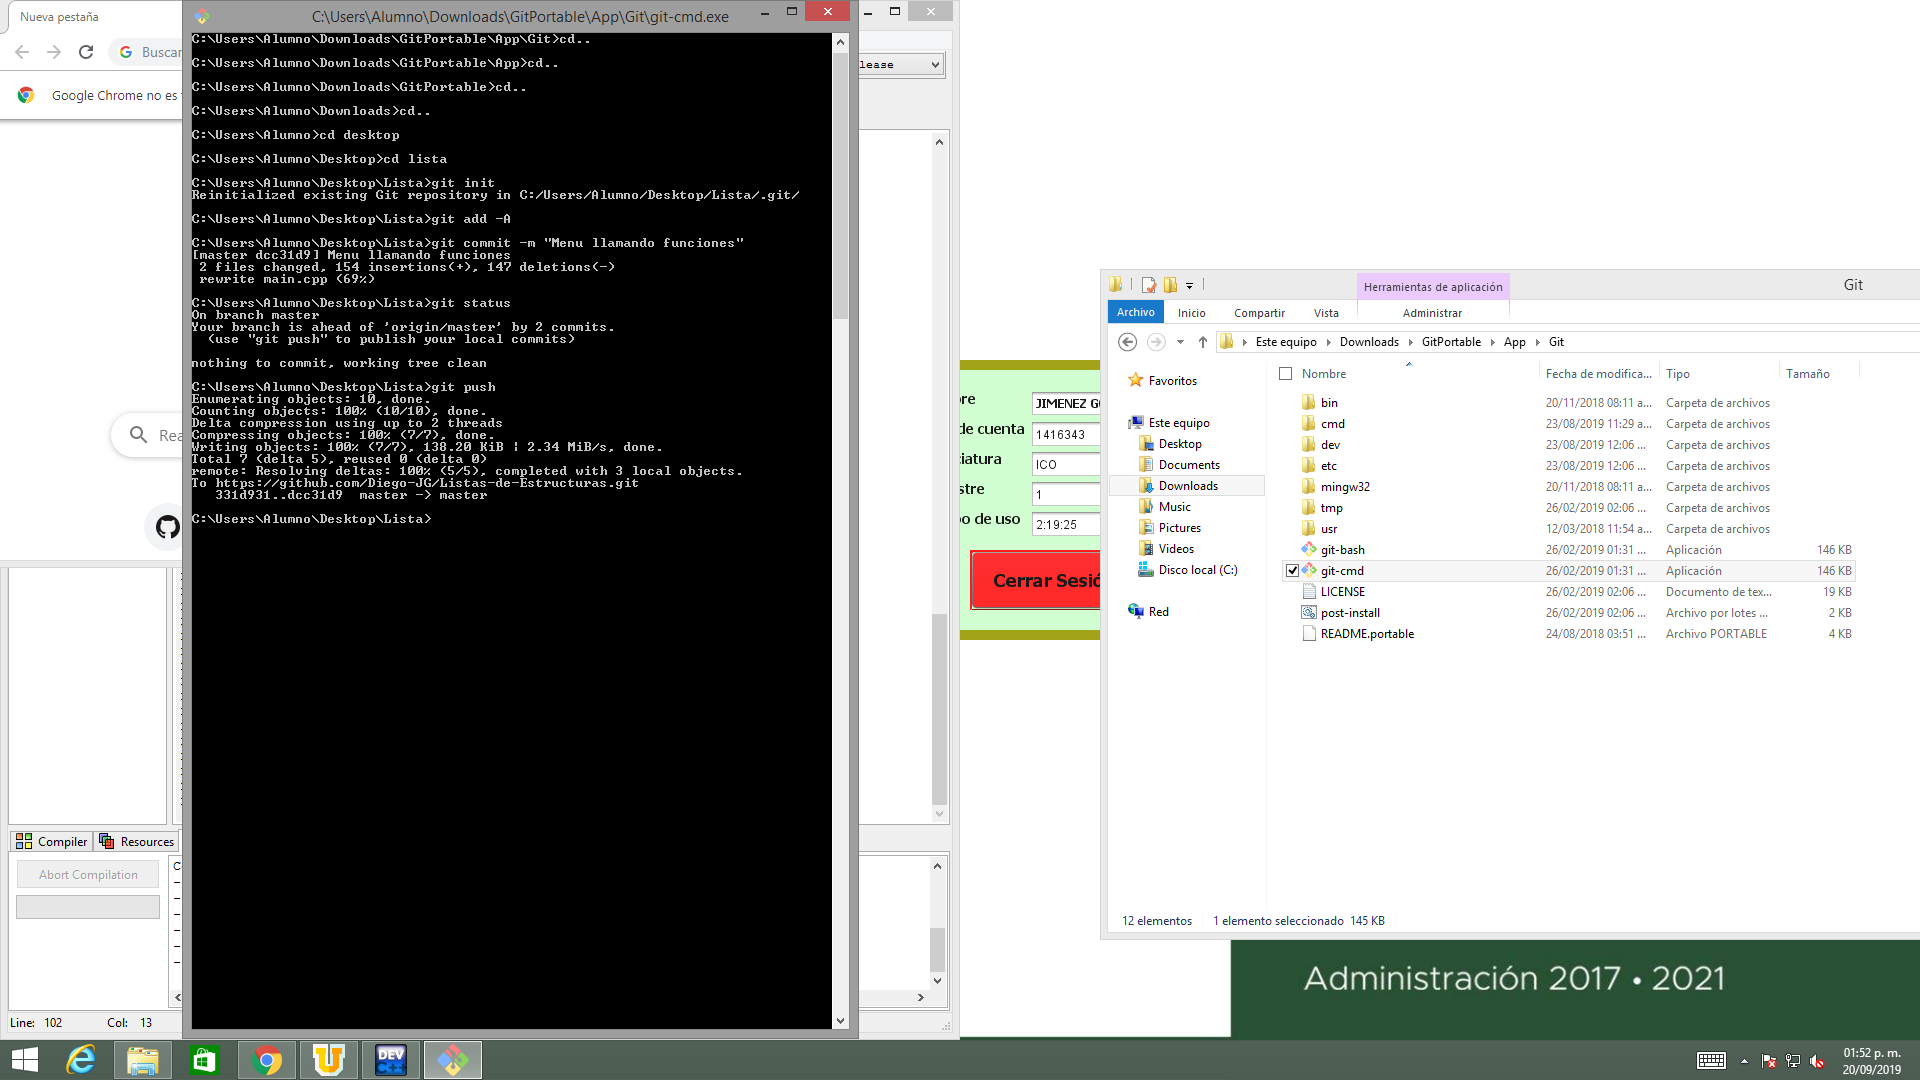 Nueva pestaña
Buscar
Google Chrome no es
C:\Users\Alumno\Downloads\GitPortable\App\Git\git-cmd.exe
C:\Users\Alumno\Downloads\GitPortable\App\Git>cd..
C:\Users\Alumno\Downloads\GitPortable\App>cd..
C:\Users\Alumno\Downloads\GitPortable>cd..
C:\Users\Alumno\Downloads>cd..
C:\Users\Alumno>cd desktop
C:\Users\Alumno\Desktop>cd lista
C:\Users\Alumno\Desktop\Lista>git init
Reinitialized existing Git repository in C:/Users/Alumno/Desktop/Lista/.git/
C:\Users\Alumno\Desktop\Lista>git add -A
C:\Users\Alumno\Desktop\Lista>git commit -m "Menu llamando funciones"
[master dcc31d9] Menu llamando funciones
2 files changed, 154 insertions(+), 147 deletions(-)
rewrite main.cpp (69%)
C:\Users\Alumno\Desktop\Lista>git status
On branch master
Your branch is ahead of 'origin/master' by 2 commits.
(use "git push" to publish your local commits)
nothing to commit, working tree clean
C:\Users\Alumno\Desktop\Lista>git push
Enumerating objects: 10, done.
Counting objects: 100% (10/10), done.
Delta compression using up to 2 threads
Compressing objects: 100% (7/7), done.
Writing objects: 100% (7/7), 138.20 KiB ¦ 2.34 MiB/s, done.
Total 7 (delta 5), reused 0 (delta 0)
remote: Resolving deltas: 100% (5/5), completed with 3 local objects.
To https://github.com/Diego-JG/Listas-de-Estructuras.git
331d931..dcc31d9  master -> master
C:\Users\Alumno\Desktop\Lista>
lease
Rea
Compiler Resources
Abort Compilation
Line: 102 Col: 13
re JIMENEZ G
de cuenta 1416343
iatura ICO
stre 1
o de uso 2:19:25
Cerrar Sesió
Herramientas de aplicación Git
Archivo Inicio Compartir Vista Administrar
Este equipo Downloads GitPortable App Git
Favoritos
Este equipo
Desktop
Documents
Downloads
Music
Pictures
Videos
Disco local (C:)
Red
Nombre Fecha de modifica... Tipo Tamaño
bin 20/11/2018 08:11 a... Carpeta de archivos
cmd 23/08/2019 11:29 a... Carpeta de archivos
dev 23/08/2019 12:06 ... Carpeta de archivos
etc 23/08/2019 12:06 ... Carpeta de archivos
mingw32 20/11/2018 08:11 a... Carpeta de archivos
tmp 26/02/2019 02:06 ... Carpeta de archivos
usr 12/03/2018 11:54 a... Carpeta de archivos
git-bash 26/02/2019 01:31 ... Aplicación 146 KB
git-cmd 26/02/2019 01:31 ... Aplicación 146 KB
LICENSE 26/02/2019 02:06 ... Documento de tex... 19 KB
post-install 26/02/2019 02:06 ... Archivo por lotes ... 2 KB
README.portable 24/08/2018 03:51 ... Archivo PORTABLE 4 KB
12 elementos 1 elemento seleccionado 145 KB
Administración 2017 • 2021
DEV C++
01:52 p. m.
20/09/2019